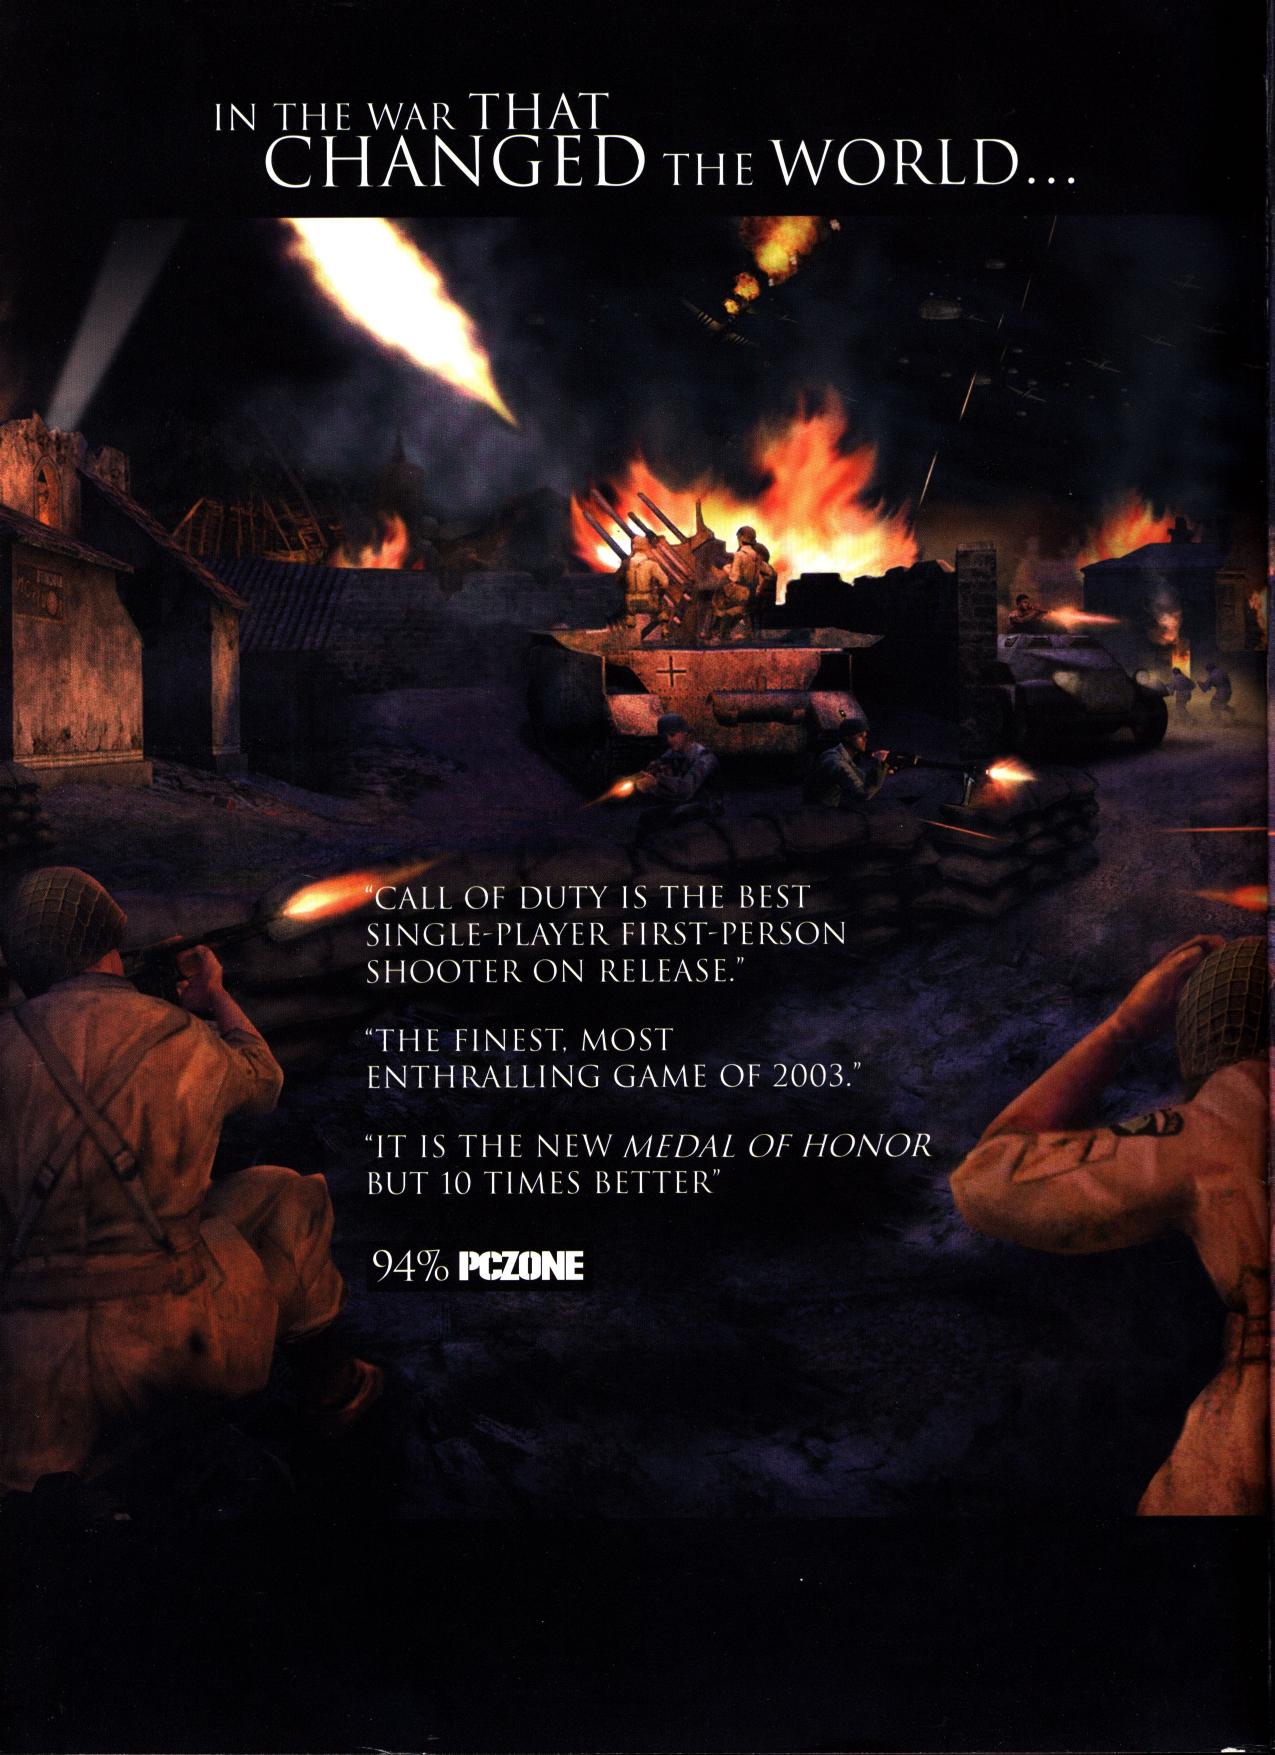 IN THE WAR THAT
CHANGED THE WORLD...
“CALL OF DUTY IS THE BEST
SINGLE-PLAYER FIRST-PERSON
SHOOTER ON RELEASE.”
“THE FINEST, MOST
ENTHRALLING GAME OF 2003.”
“IT IS THE NEW MEDAL OF HONOR
BUT 10 TIMES BETTER”
94% PCZONE